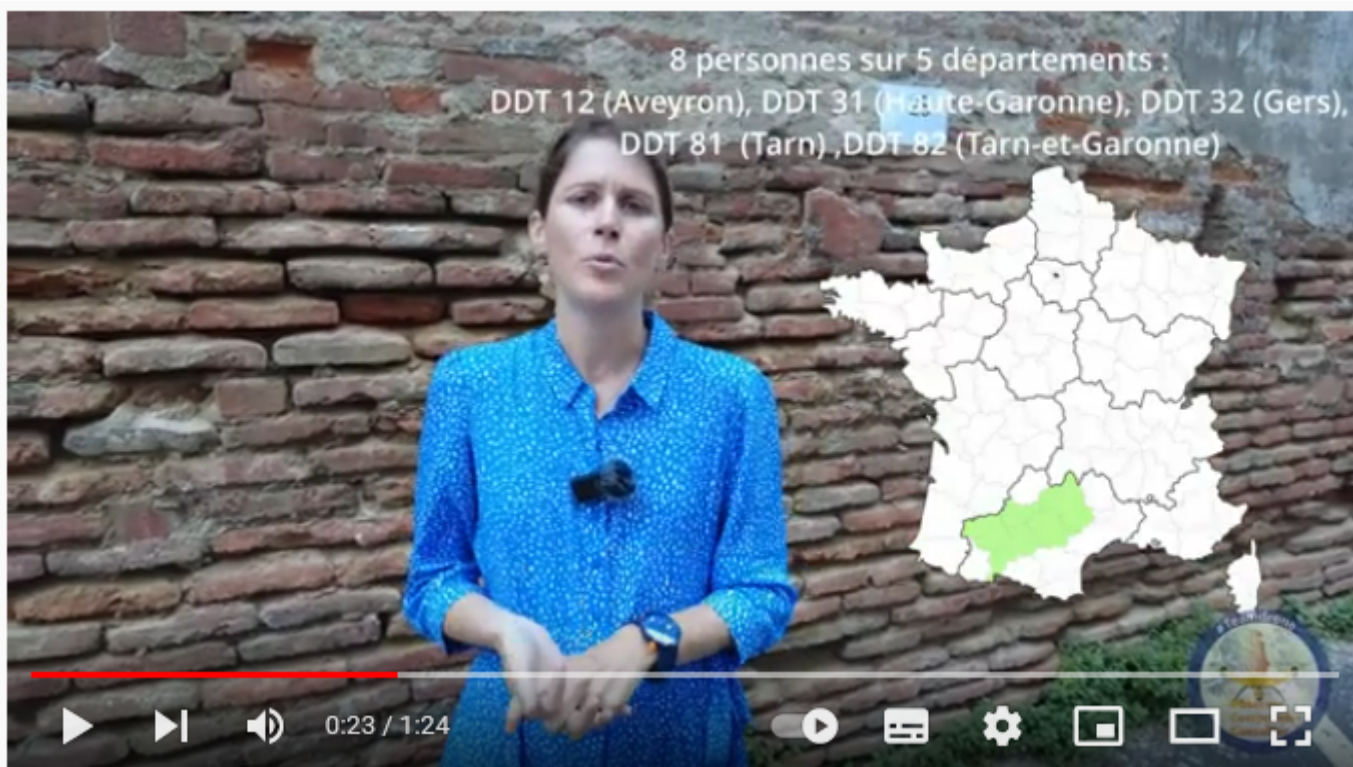 8 personnes sur 5 départements :
DDT 12 (Aveyron), DDT 31 (Haute-Garonne), DDT 32 (Gers),
DDT 81 (Tarn) ,DDT 82 (Tarn-et-Garonne)
0:23 / 1:24